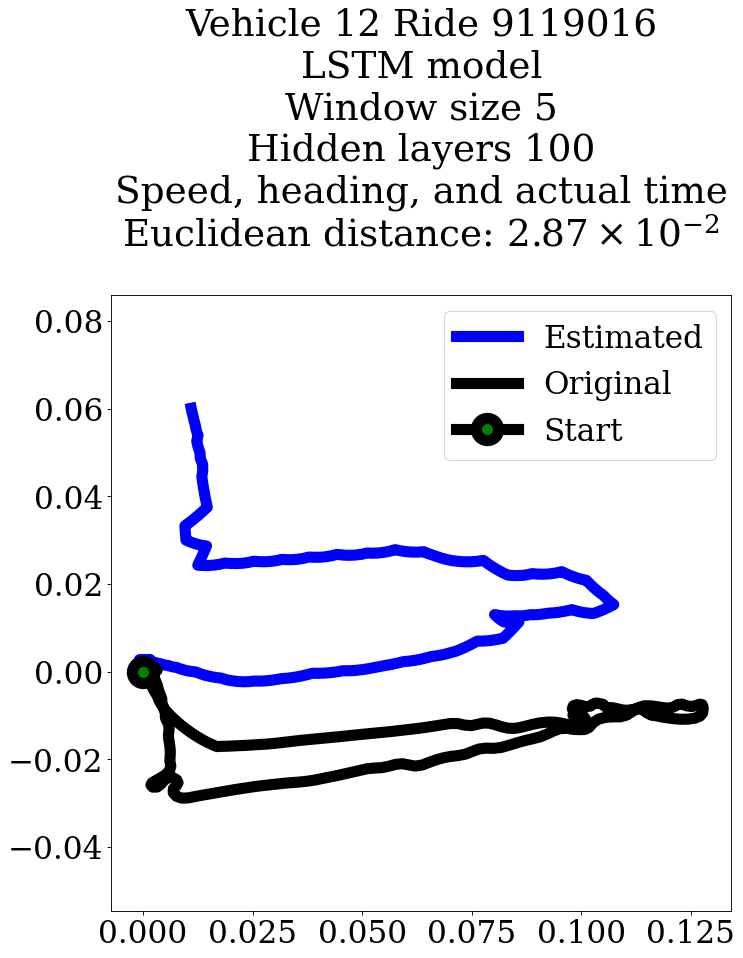 Vehicle 12 Ride 9119016
LSTM model
Window size 5
Hidden layers 100
Speed, heading, and actual time
Euclidean distance: 2.87 × 10⁻²
Estimated
Original
Start
0.08
0.06
0.04
0.02
0.00
−0.02
−0.04
0.000 0.025 0.050 0.075 0.100 0.125